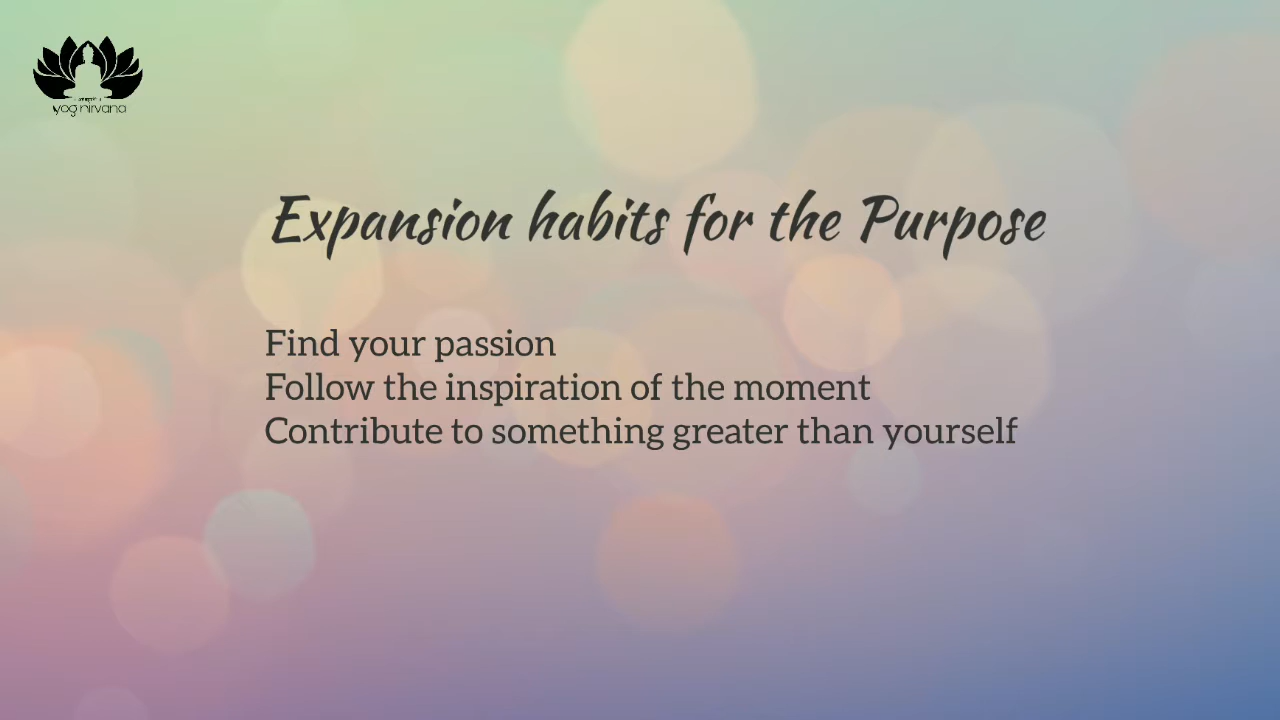 yog nirvana
Expansion habits for the Purpose
Find your passion
Follow the inspiration of the moment
Contribute to something greater than yourself